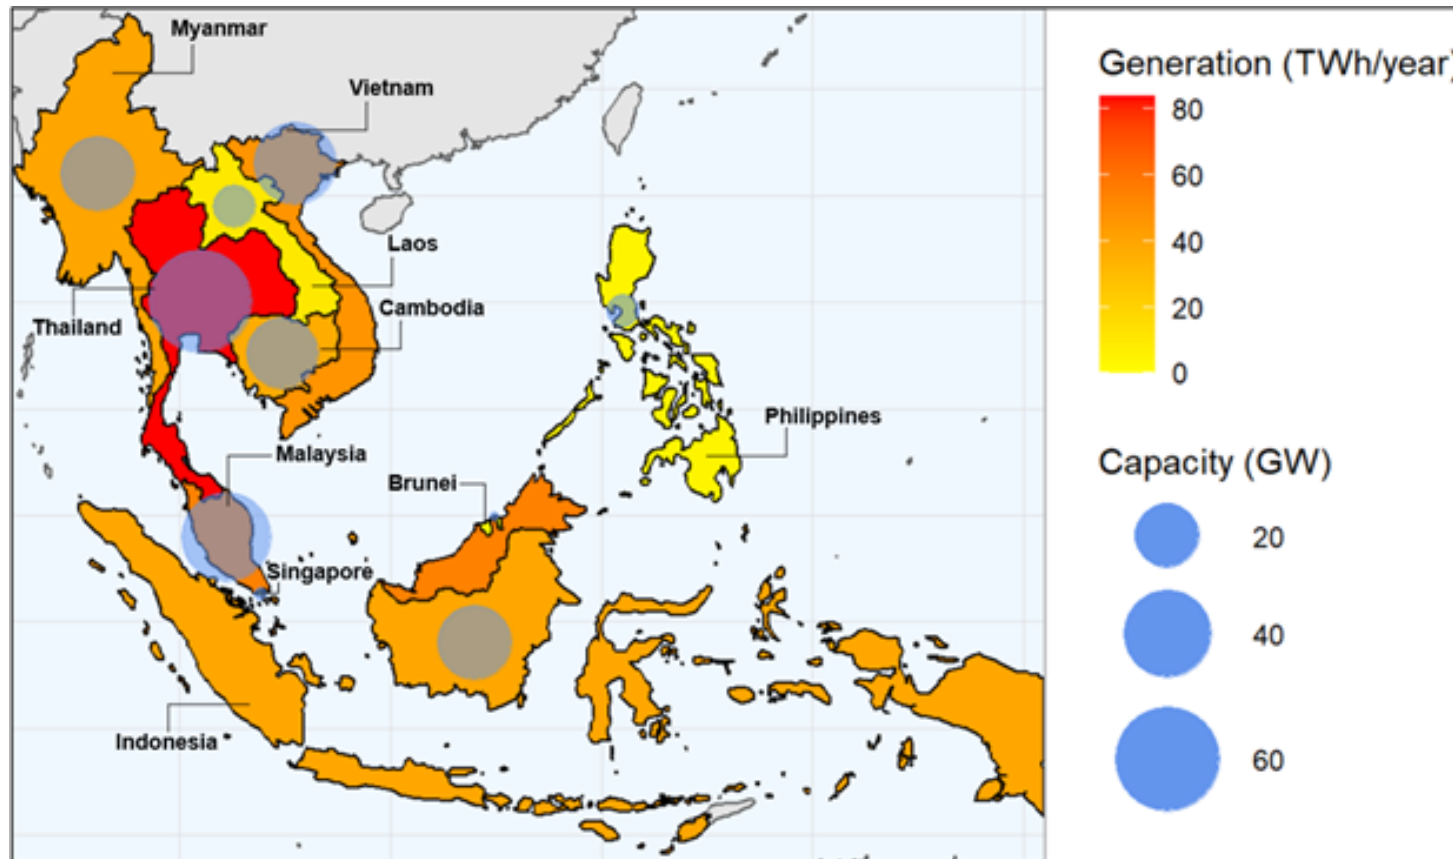 Myanmar
Vietnam
Laos
Cambodia
Thailand
Malaysia
Brunei
Philippines
Singapore
Indonesia
Generation (TWh/year)
80
60
40
20
0
Capacity (GW)
20
40
60